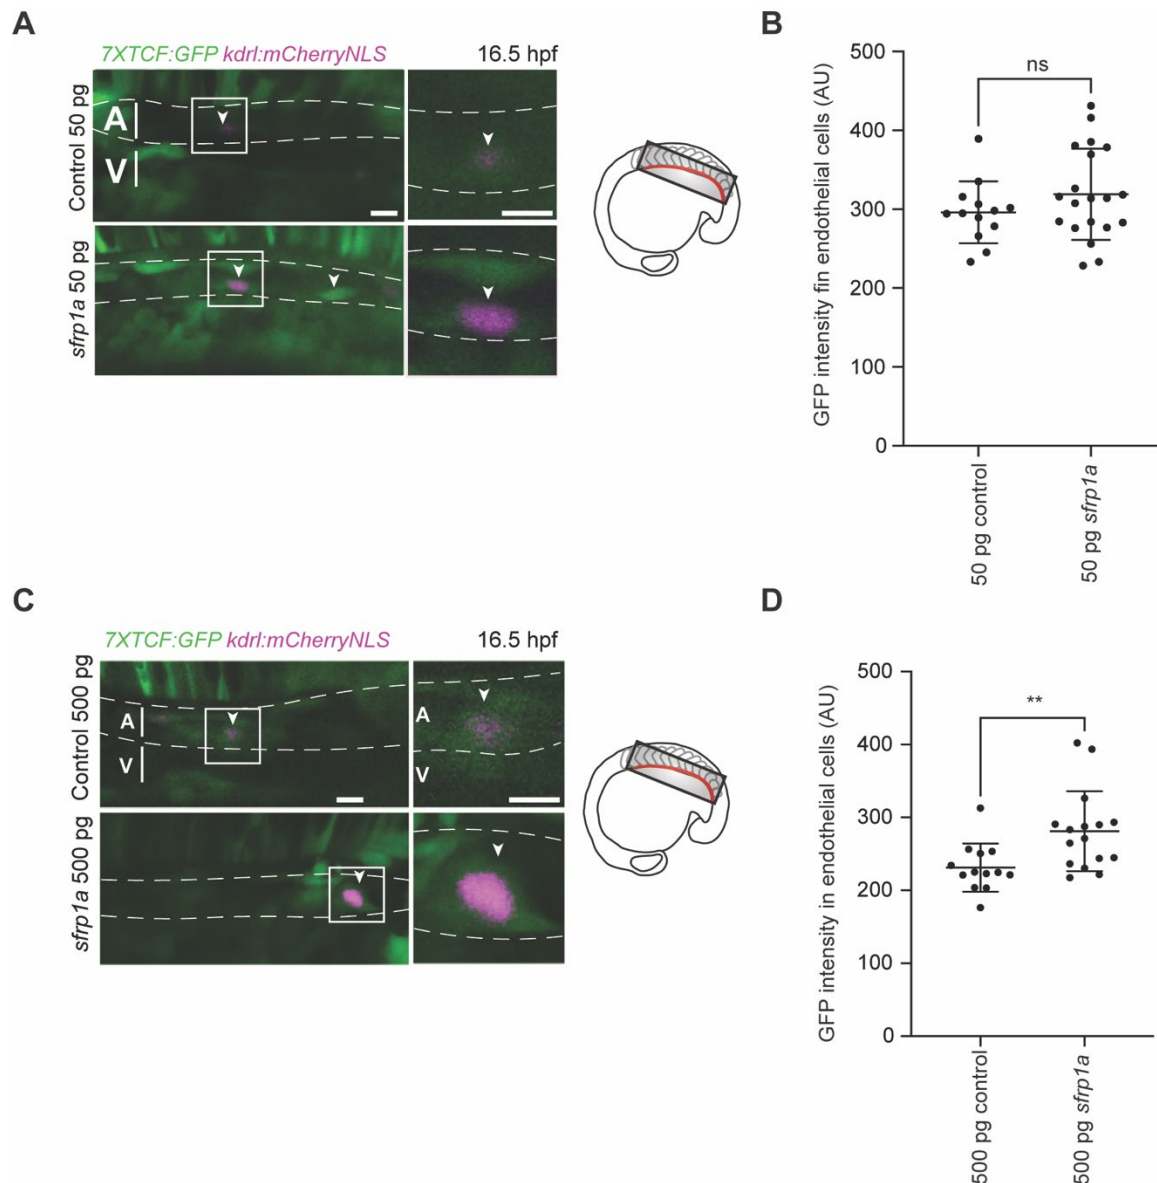 A
7XTCF:GFP kdrl:mCherryNLS 16.5 hpf
Control 50 pg
A
V
sfrp1a 50 pg
B
GFP intensity fin endothelial cells (AU)
500
400
300
200
100
0
ns
50 pg control
50 pg sfrp1a
C
7XTCF:GFP kdrl:mCherryNLS 16.5 hpf
Control 500 pg
A
V
A
V
sfrp1a 500 pg
D
GFP intensity in endothelial cells (AU)
500
400
300
200
100
0
**
500 pg control
500 pg sfrp1a